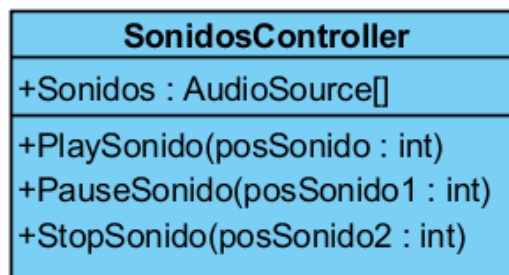 SonidosController
+Sonidos : AudioSource[]
+PlaySonido(posSonido : int)
+PauseSonido(posSonido1 : int)
+StopSonido(posSonido2 : int)